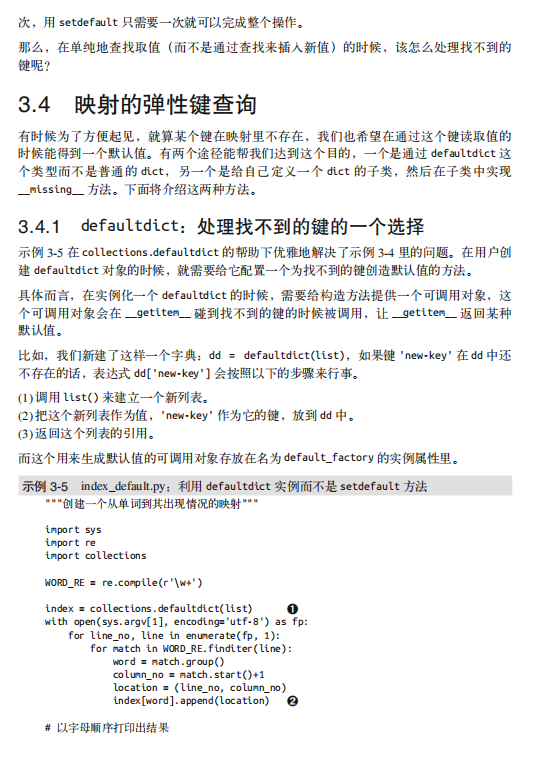 次，用 setdefault 只需要一次就可以完成整个操作。
那么，在单纯地查找取值（而不是通过查找来插入新值）的时候，该怎么处理找不到的
键呢？
3.4 映射的弹性键查询
有时候为了方便起见，就算某个键在映射里不存在，我们也希望在通过这个键读取值的
时候能得到一个默认值。有两个途径能帮我们达到这个目的，一个是通过 defaultdict 这
个类型而不是普通的 dict，另一个是给自己定义一个 dict 的子类，然后在子类中实现
__missing__ 方法。下面将介绍这两种方法。
3.4.1 defaultdict：处理找不到的键的一个选择
示例 3-5 在 collections.defaultdict 的帮助下优雅地解决了示例 3-4 里的问题。在用户创
建 defaultdict 对象的时候，就需要给它配置一个为找不到的键创造默认值的方法。
具体而言，在实例化一个 defaultdict 的时候，需要给构造方法提供一个可调用对象，这
个可调用对象会在 __getitem__ 碰到找不到的键的时候被调用，让 __getitem__ 返回某种
默认值。
比如，我们新建了这样一个字典：dd = defaultdict(list)，如果键 'new-key' 在 dd 中还
不存在的话，表达式 dd['new-key'] 会按照以下的步骤来行事。
(1) 调用 list() 来建立一个新列表。
(2) 把这个新列表作为值，'new-key' 作为它的键，放到 dd 中。
(3) 返回这个列表的引用。
而这个用来生成默认值的可调用对象存放在名为 default_factory 的实例属性里。
示例 3-5 index_default.py：利用 defaultdict 实例而不是 setdefault 方法
"""创建一个从单词到其出现情况的映射"""
import sys
import re
import collections
WORD_RE = re.compile(r'\w+')
index = collections.defaultdict(list) ❶
with open(sys.argv[1], encoding='utf-8') as fp:
for line_no, line in enumerate(fp, 1):
for match in WORD_RE.finditer(line):
word = match.group()
column_no = match.start()+1
location = (line_no, column_no)
index[word].append(location) ❷
# 以字母顺序打印出结果